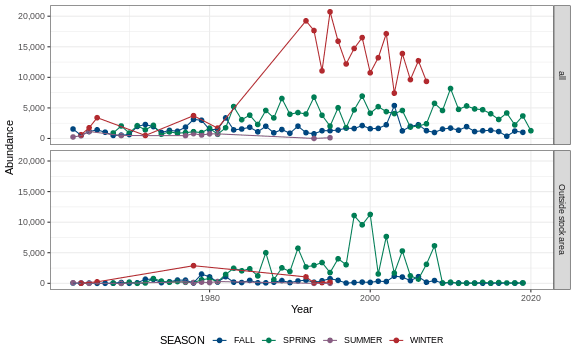 20,000
15,000
10,000
5,000
0
all
20,000
15,000
10,000
5,000
0
Outside stock area
Abundance
1980
2000
2020
Year
SEASON FALL SPRING SUMMER WINTER